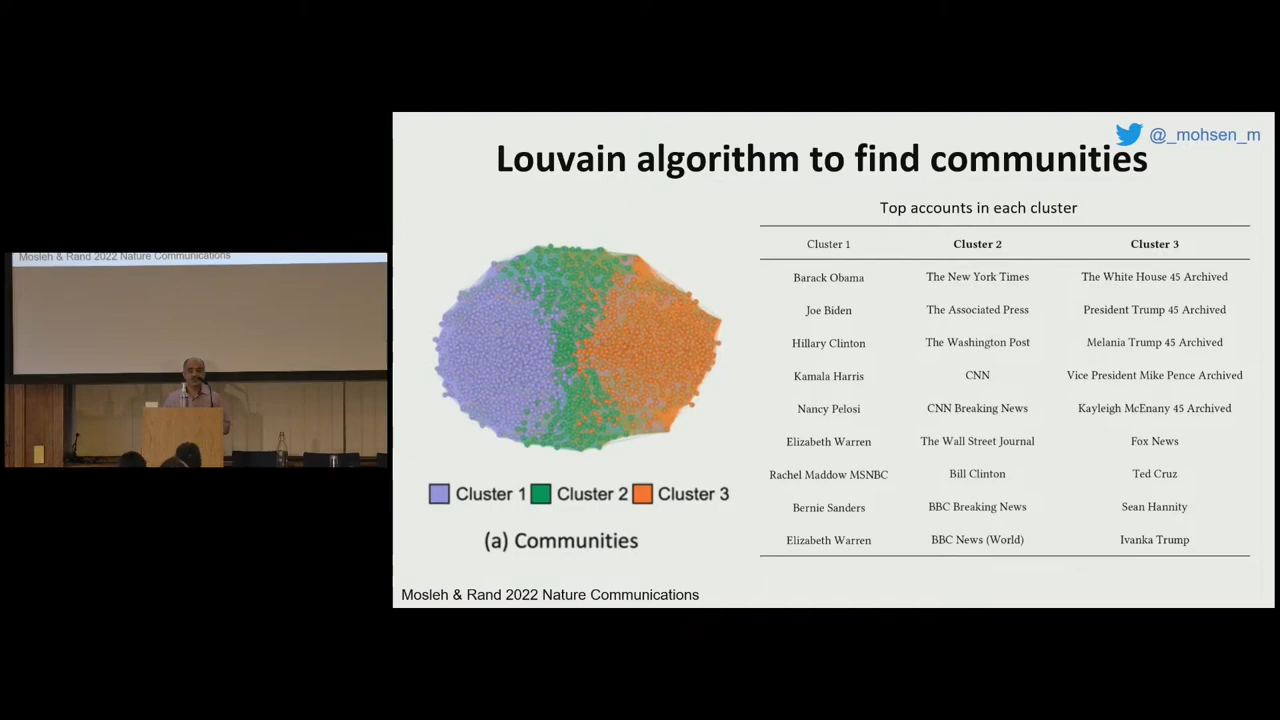 @_mohsen_m
Louvain algorithm to find communities
Top accounts in each cluster
Cluster 1 Cluster 2 Cluster 3
Barack Obama The New York Times The White House 45 Archived
Joe Biden The Associated Press President Trump 45 Archived
Hillary Clinton The Washington Post Melania Trump 45 Archived
Kamala Harris CNN Vice President Mike Pence Archived
Nancy Pelosi CNN Breaking News Kayleigh McEnany 45 Archived
Elizabeth Warren The Wall Street Journal Fox News
Rachel Maddow MSNBC Bill Clinton Ted Cruz
Bernie Sanders BBC Breaking News Sean Hannity
Elizabeth Warren BBC News (World) Ivanka Trump
Cluster 1 Cluster 2 Cluster 3
(a) Communities
Mosleh & Rand 2022 Nature Communications
Mosleh & Rand 2022 Nature Communications